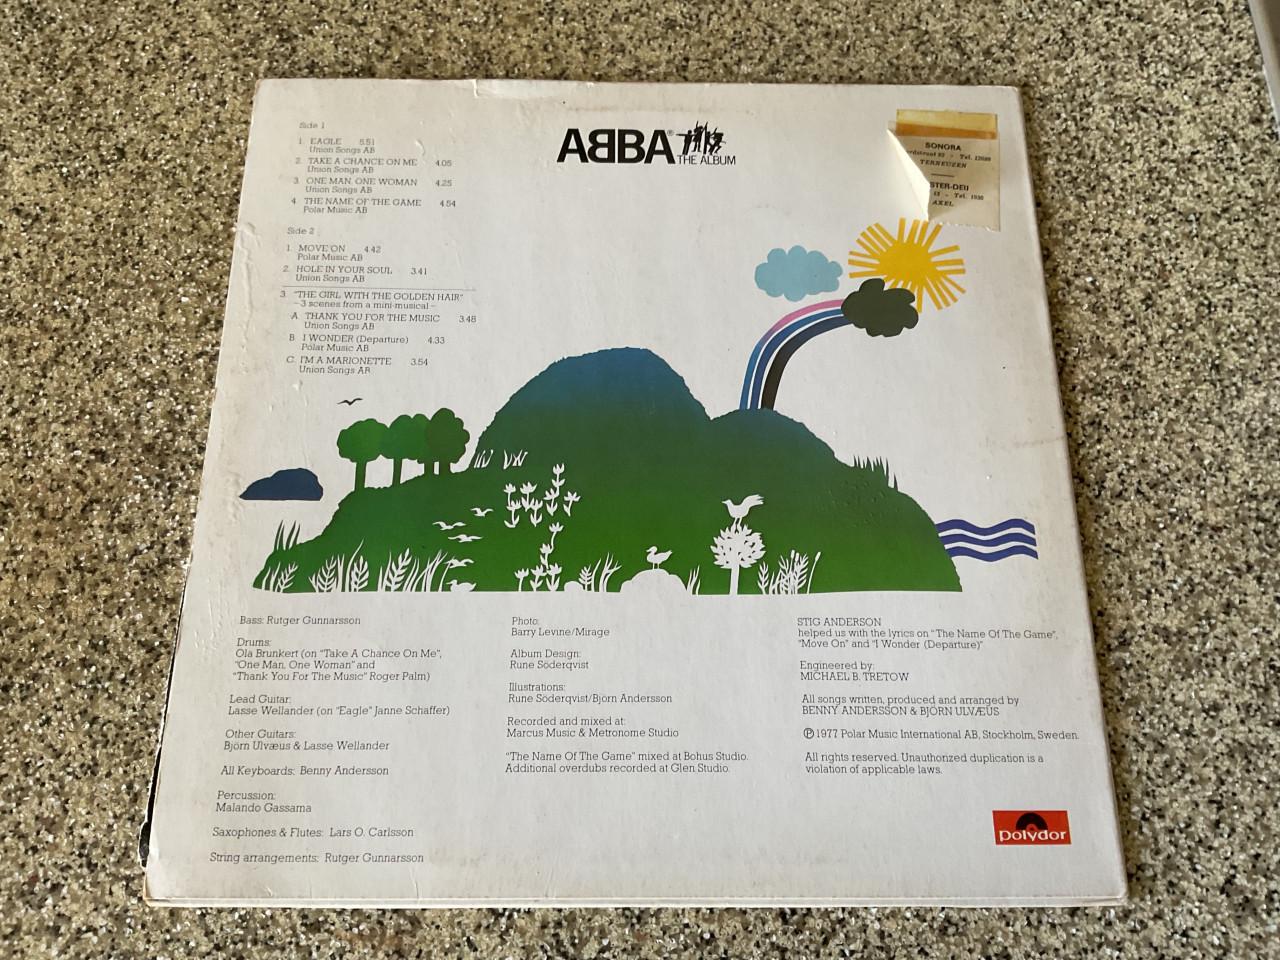 ABBA® THE ALBUM
SONORA
Tel. 12089
TERNEUZEN
Tel. 1930
AXEL
Side 1
1. EAGLE 5.51
Union Songs AB
2. TAKE A CHANCE ON ME 4.05
Union Songs AB
3. ONE MAN, ONE WOMAN 4.25
Union Songs AB
4 THE NAME OF THE GAME 4.54
Polar Music AB
Side 2
1. MOVE ON 4.42
Polar Music AB
2. HOLE IN YOUR SOUL 3.41
Union Songs AB
3. "THE GIRL WITH THE GOLDEN HAIR"
– 3 scenes from a mini-musical –
A THANK YOU FOR THE MUSIC 3.48
Union Songs AB
B I WONDER (Departure) 4.33
Polar Music AB
C. I'M A MARIONETTE 3.54
Union Songs AB
Bass: Rutger Gunnarsson
Drums:
Ola Brunkert (on "Take A Chance On Me",
"One Man, One Woman" and
"Thank You For The Music" Roger Palm)
Lead Guitar:
Lasse Wellander (on "Eagle" Janne Schaffer)
Other Guitars:
Björn Ulvæus & Lasse Wellander
All Keyboards: Benny Andersson
Percussion:
Malando Gassama
Saxophones & Flutes: Lars O. Carlsson
String arrangements: Rutger Gunnarsson
Photo:
Barry Levine/Mirage
Album Design:
Rune Söderqvist
Illustrations:
Rune Söderqvist/Björn Andersson
Recorded and mixed at:
Marcus Music & Metronome Studio
"The Name Of The Game" mixed at Bohus Studio.
Additional overdubs recorded at Glen Studio.
STIG ANDERSON
helped us with the lyrics on "The Name Of The Game",
"Move On" and "I Wonder (Departure)"
Engineered by:
MICHAEL B. TRETOW
All songs written, produced and arranged by
BENNY ANDERSSON & BJÖRN ULVÆUS
℗ 1977 Polar Music International AB, Stockholm, Sweden.
All rights reserved. Unauthorized duplication is a
violation of applicable laws.
polydor